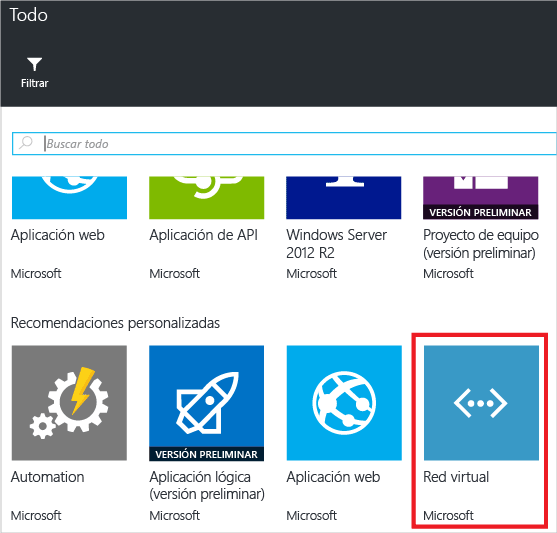 Todo
Filtrar
Buscar todo
VERSIÓN PRELIMINAR
Aplicación web
Aplicación de API
Windows Server
2012 R2
Proyecto de equipo
(versión preliminar)
Microsoft
Microsoft
Microsoft
Microsoft
Recomendaciones personalizadas
VERSIÓN PRELIMINAR
Automation
Aplicación lógica
(versión preliminar)
Aplicación web
Red virtual
Microsoft
Microsoft
Microsoft
Microsoft